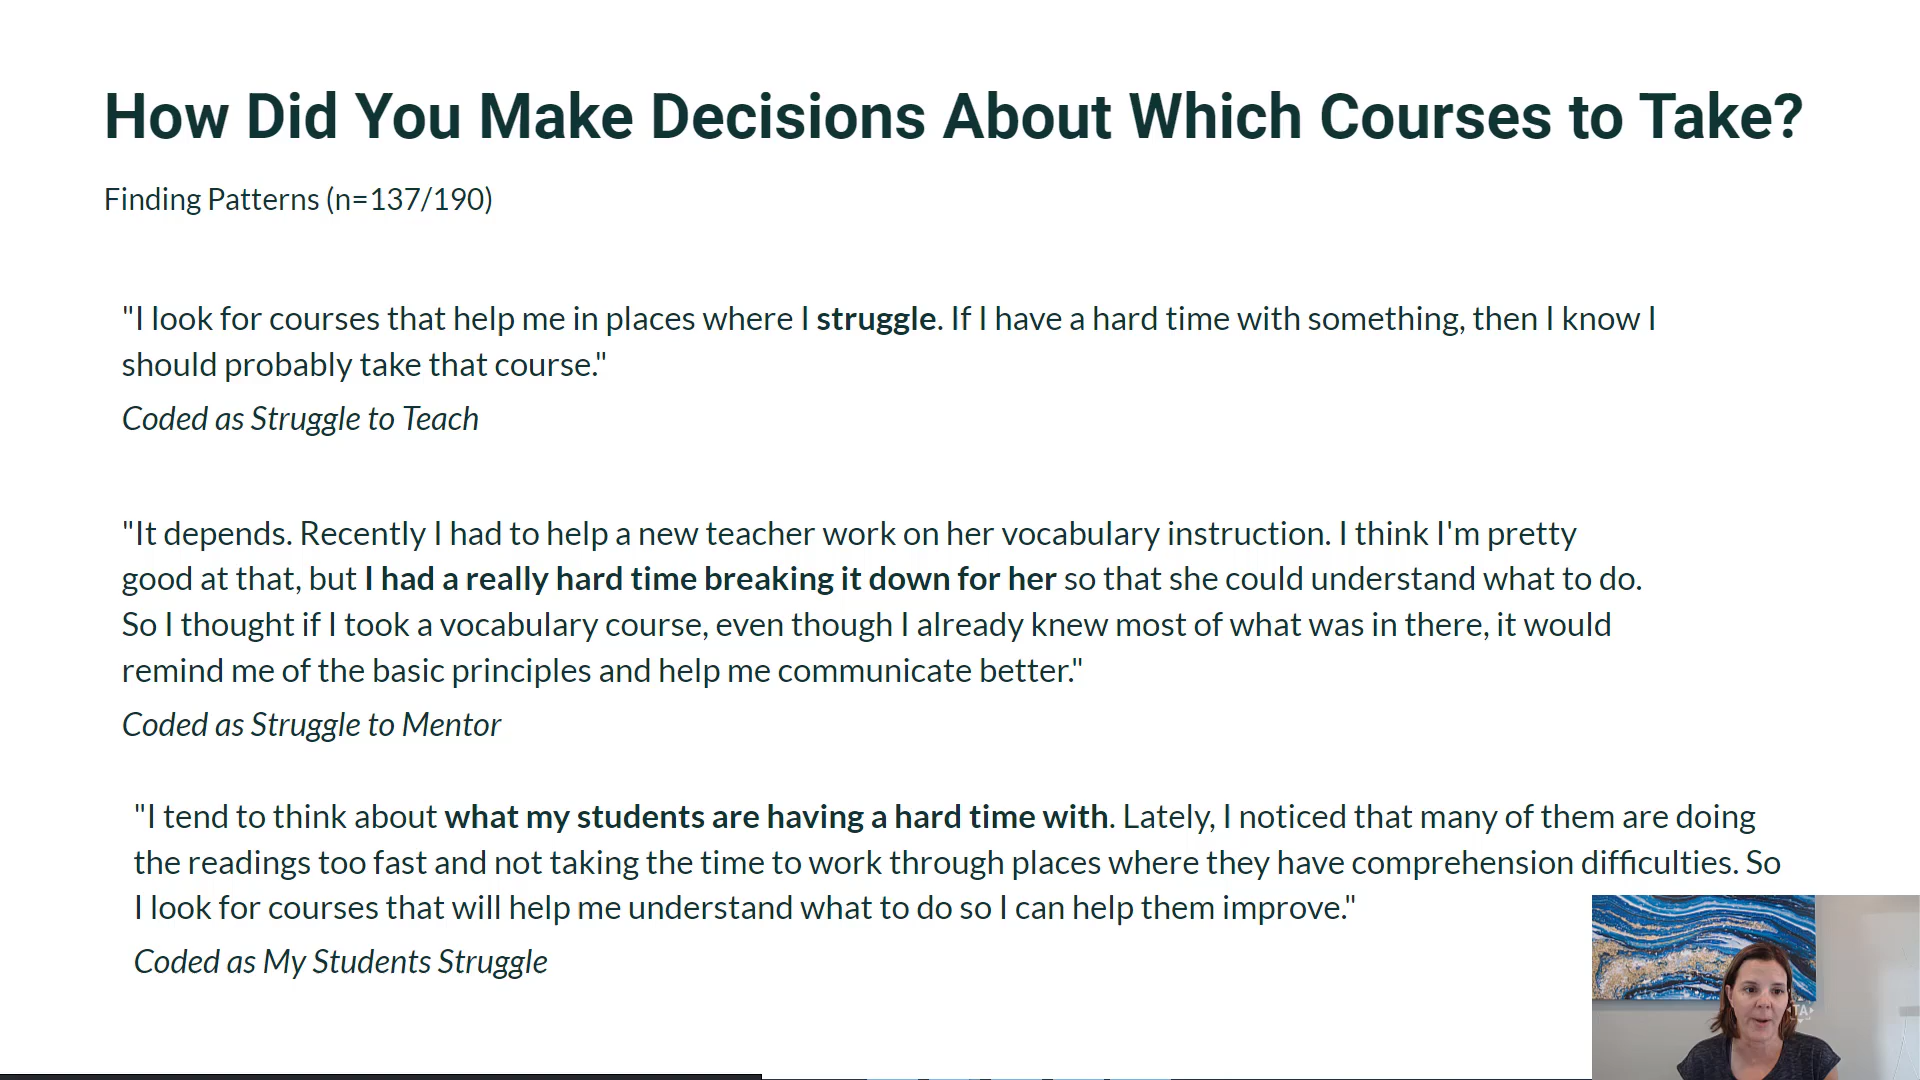 How Did You Make Decisions About Which Courses to Take?
Finding Patterns (n=137/190)
"I look for courses that help me in places where I struggle. If I have a hard time with something, then I know I
should probably take that course."
Coded as Struggle to Teach
"It depends. Recently I had to help a new teacher work on her vocabulary instruction. I think I'm pretty
good at that, but I had a really hard time breaking it down for her so that she could understand what to do.
So I thought if I took a vocabulary course, even though I already knew most of what was in there, it would
remind me of the basic principles and help me communicate better."
Coded as Struggle to Mentor
"I tend to think about what my students are having a hard time with. Lately, I noticed that many of them are doing
the readings too fast and not taking the time to work through places where they have comprehension difficulties. So
I look for courses that will help me understand what to do so I can help them improve."
Coded as My Students Struggle
TA